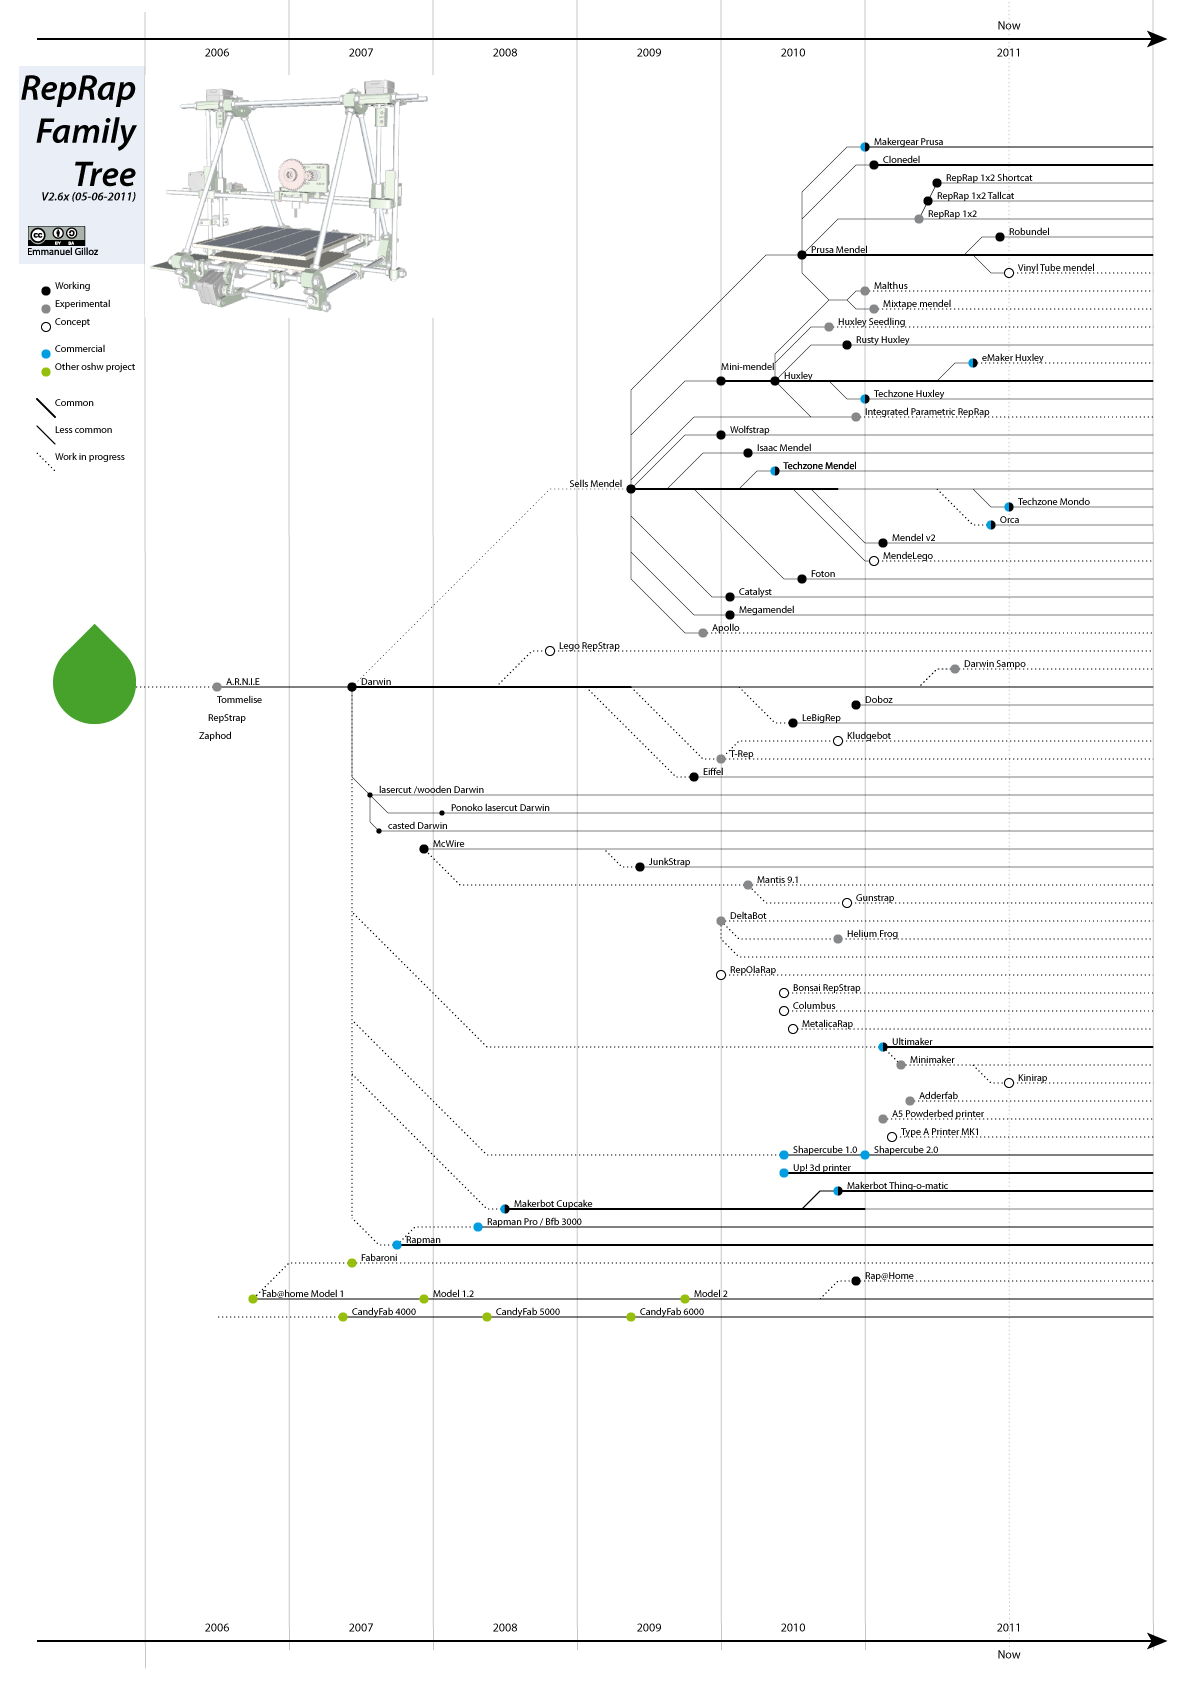 Now
2006 2007 2008 2009 2010 2011
RepRap
Family
Tree
V2.6x (05-06-2011)
cc BY SA
Emmanuel Gilloz
Working
Experimental
Concept
Commercial
Other oshw project
Common
Less common
Work in progress
Makergear Prusa
Clonedel
RepRap 1x2 Shortcat
RepRap 1x2 Tallcat
RepRap 1x2
Robundel
Prusa Mendel
Vinyl Tube mendel
Malthus
Mixtape mendel
Huxley Seedling
Rusty Huxley
eMaker Huxley
Mini-mendel
Huxley
Techzone Huxley
Integrated Parametric RepRap
Wolfstrap
Isaac Mendel
Techzone Mendel
Sells Mendel
Techzone Mondo
Orca
Mendel v2
MendeLego
Foton
Catalyst
Megamendel
Apollo
Lego RepStrap
Darwin Sampo
A.R.N.I.E
Darwin
Tommelise
RepStrap
Zaphod
Doboz
LeBigRep
Kludgebot
T-Rep
Eiffel
lasercut /wooden Darwin
Ponoko lasercut Darwin
casted Darwin
McWire
JunkStrap
Mantis 9.1
Gunstrap
DeltaBot
Helium Frog
RepOlaRap
Bonsai RepStrap
Columbus
MetalicaRap
Ultimaker
Minimaker
Kinirap
Adderfab
A5 Powderbed printer
Type A Printer MK1
Shapercube 1.0 Shapercube 2.0
Up! 3d printer
Makerbot Thing-o-matic
Makerbot Cupcake
Rapman Pro / Bfb 3000
Rapman
Fabaroni
Rap@Home
Fab@home Model 1 Model 1.2 Model 2
CandyFab 4000 CandyFab 5000 CandyFab 6000
2006 2007 2008 2009 2010 2011
Now